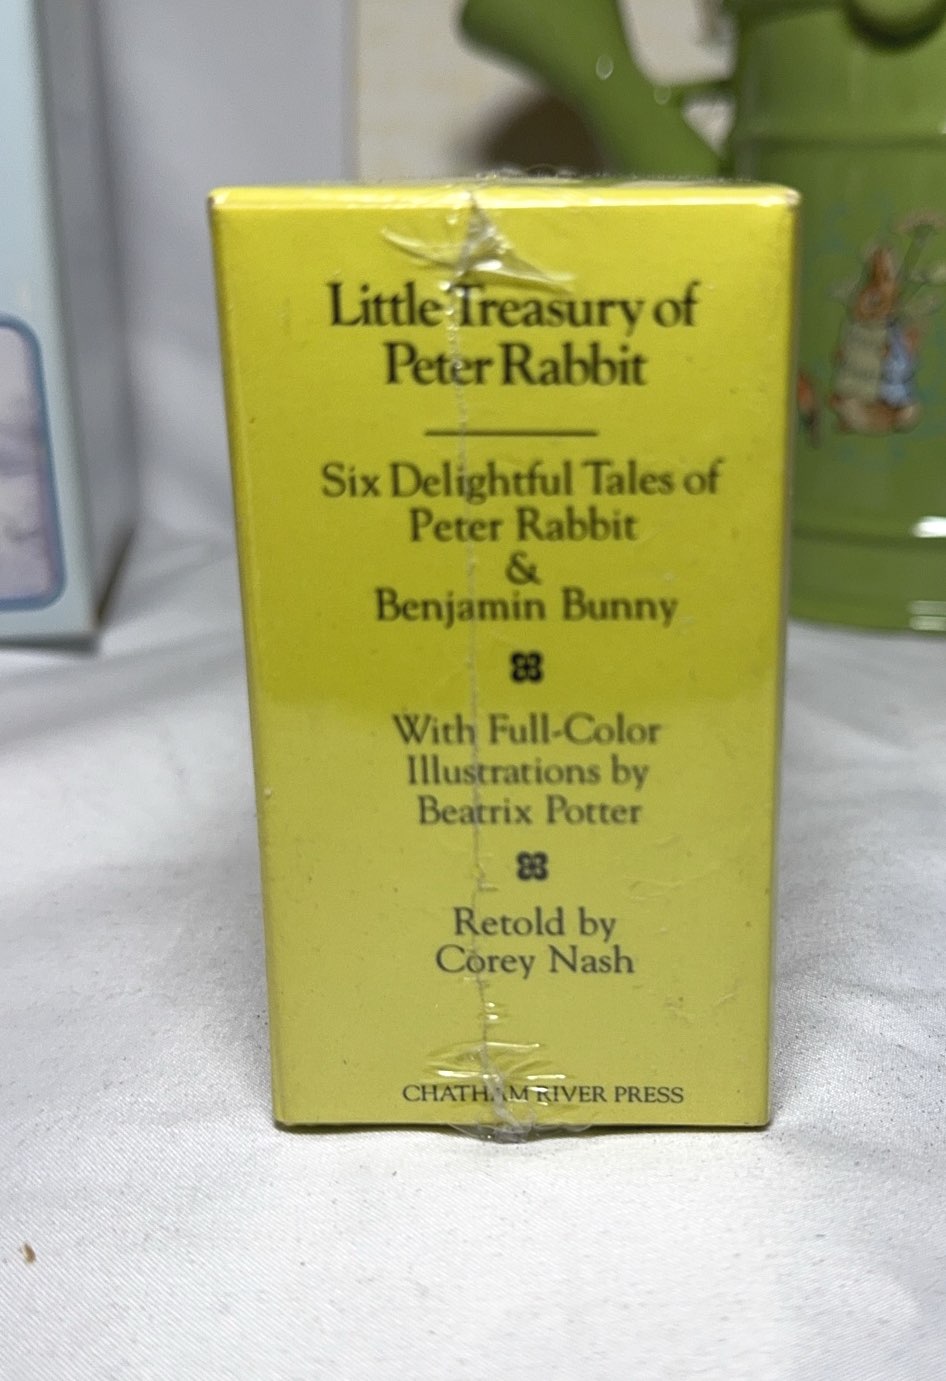 Little Treasury of
Peter Rabbit
Six Delightful Tales of
Peter Rabbit
&
Benjamin Bunny
With Full-Color
Illustrations by
Beatrix Potter
Retold by
Corey Nash
CHATHAM RIVER PRESS